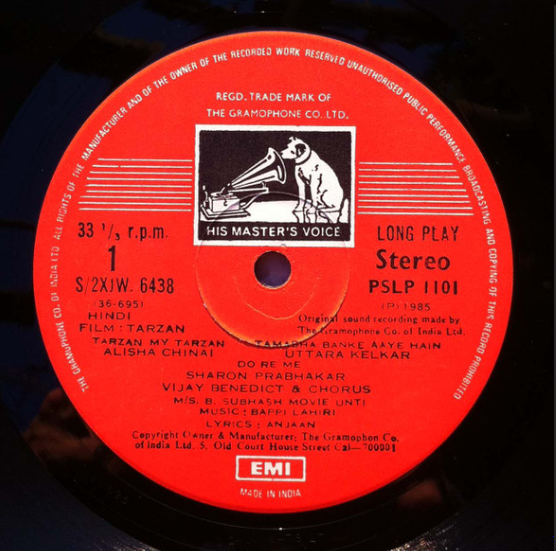 THE GRAMOPHONE CO. OF INDIA LTD. ALL RIGHTS OF THE MANUFACTURER AND OF THE OWNER OF THE RECORDED WORK RESERVED UNAUTHORISED PUBLIC PERFORMANCE BROADCASTING AND COPYING OF THIS RECORD PROHIBITED
REGD. TRADE MARK OF
THE GRAMOPHONE CO. LTD.
HIS MASTER'S VOICE
33 1/3 r.p.m. LONG PLAY
1 Stereo
S/2XJW. 6438 PSLP 1101
(36-695) (P) 1985
HINDI Original sound recording made by
FILM : TARZAN The Gramophone Co. of India Ltd.
TARZAN MY TARZAN TAMASHA BANKE AAYE HAIN
ALISHA CHINAI UTTARA KELKAR
DO RE ME
SHARON PRABHAKAR
VIJAY BENEDICT & CHORUS
M/S. B. SUBHASH MOVIE UNTI
MUSIC : BAPPI LAHIRI
LYRICS : ANJAAN
Copyright Owner & Manufacturer: The Gramophon Co.
of India Ltd. 5, Old Court House Street Cal-700001
EMI
MADE IN INDIA